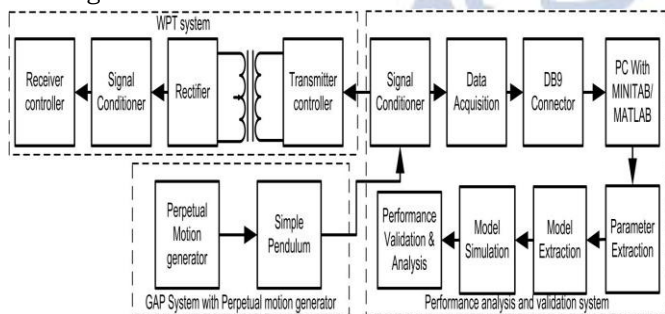 WPT system
Receiver
controller
Signal
Conditioner
Rectifier
Transmitter
controller
Signal
Conditioner
Data
Acquisition
DB9
Connector
PC With
MINITAB/
MATLAB
Perpetual
Motion
generator
Simple
Pendulum
GAP System with Perpetual motion generator
Performance
Validation &
Analysis
Model
Simulation
Model
Extraction
Parameter
Extraction
Performance analysis and validation system